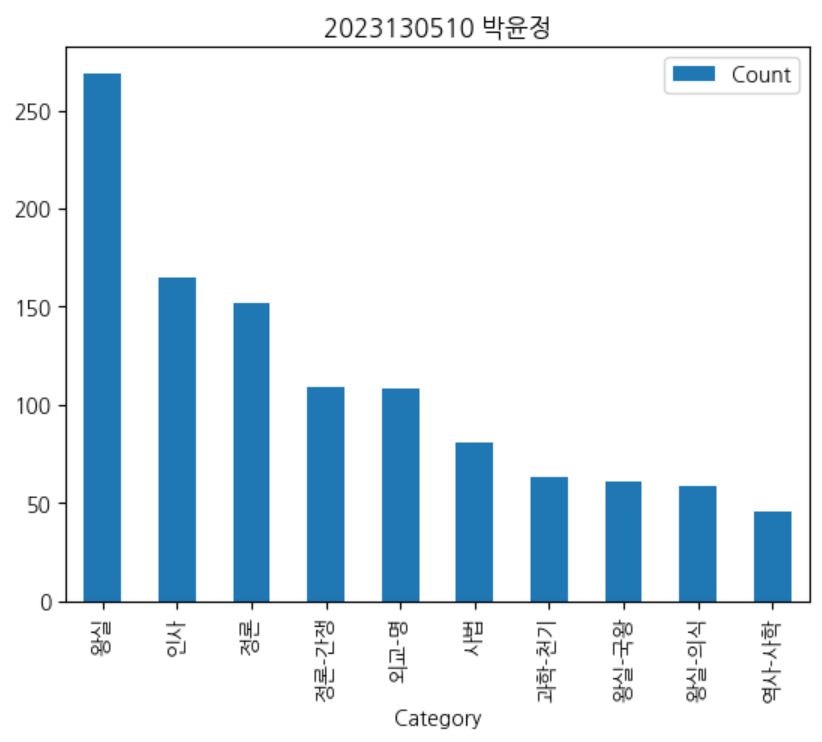 2023130510 박윤정
Count
250
200
150
100
50
0
왕실
인사
정론
정론-간쟁
외교-명
사법
과학-천기
왕실-국왕
왕실-의식
역사-사학
Category